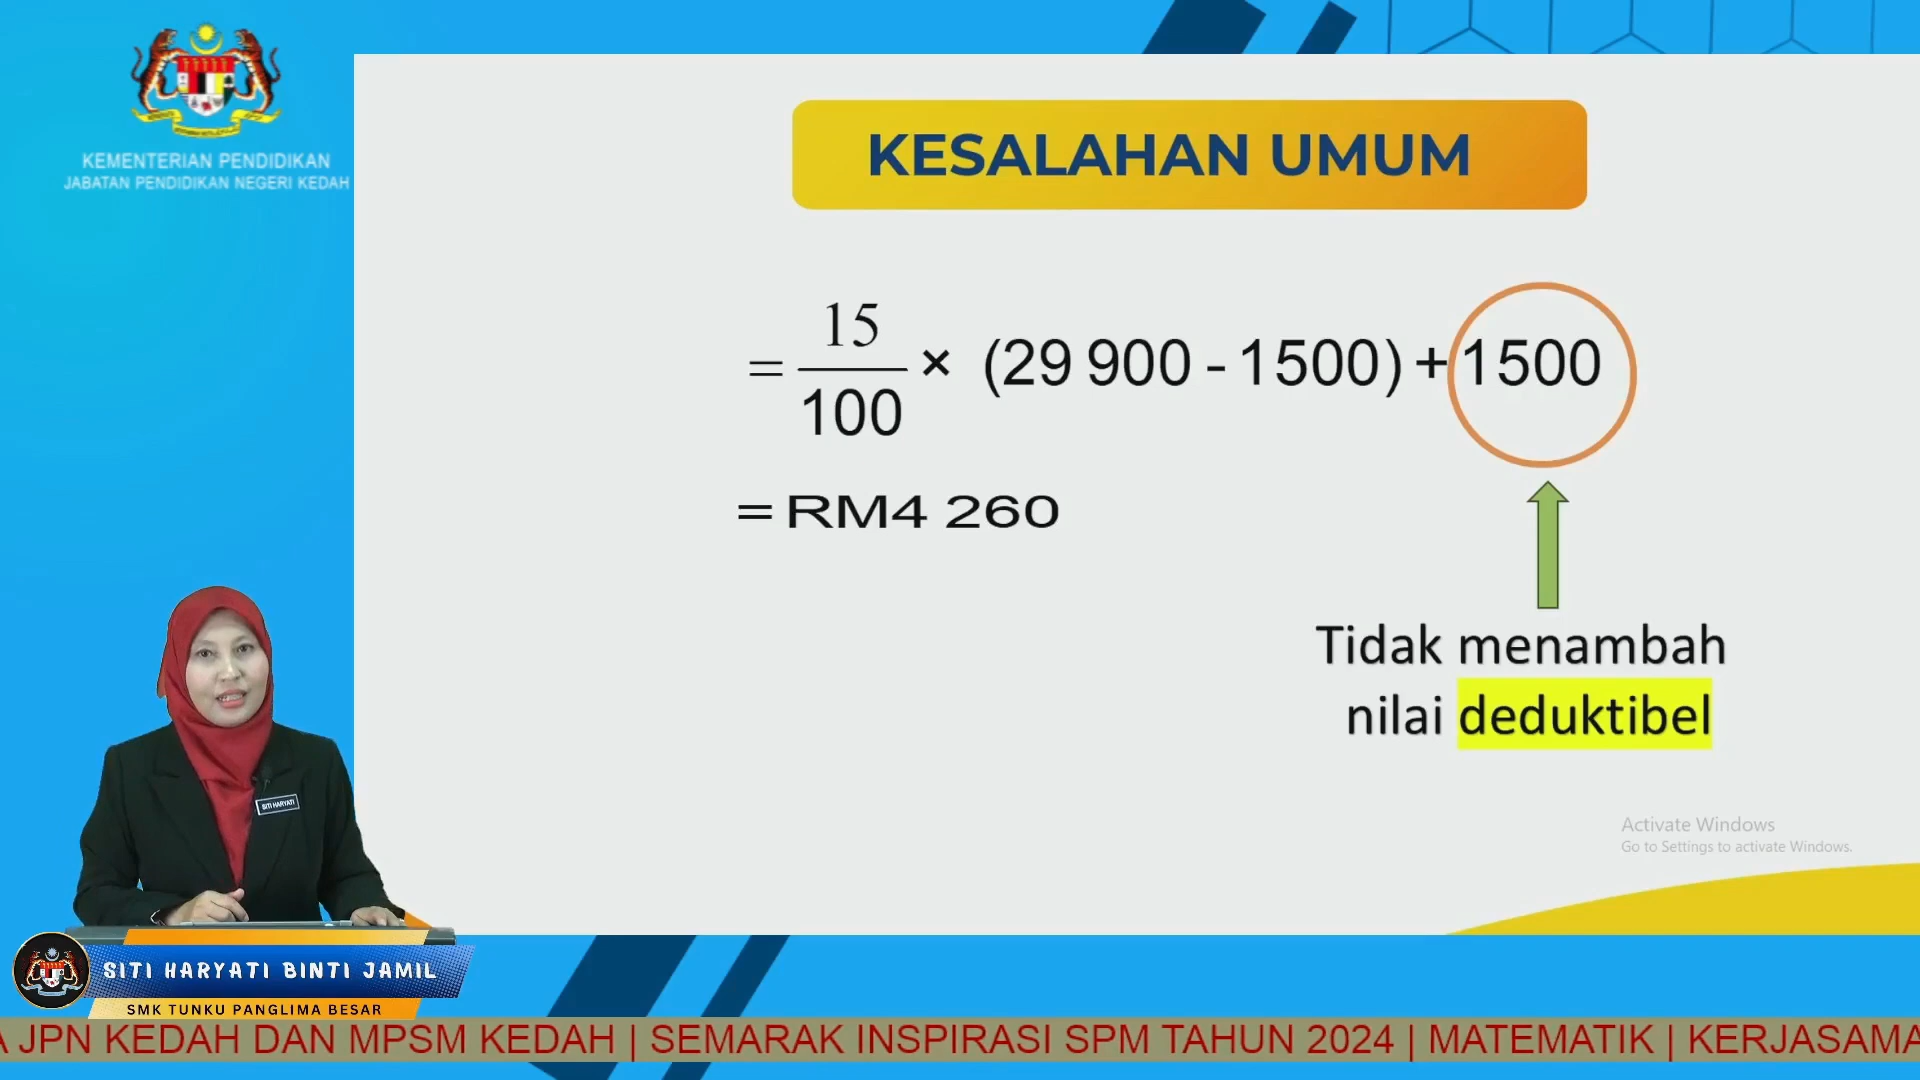 KEMENTERIAN PENDIDIKAN
JABATAN PENDIDIKAN NEGERI KEDAH
KESALAHAN UMUM
= 15/100 × (29 900 - 1500) + 1500
= RM4 260
Tidak menambah
nilai deduktibel
Activate Windows
Go to Settings to activate Windows.
SITI HARYATI
SITI HARYATI BINTI JAMIL
SMK TUNKU PANGLIMA BESAR
A JPN KEDAH DAN MPSM KEDAH | SEMARAK INSPIRASI SPM TAHUN 2024 | MATEMATIK | KERJASAMA